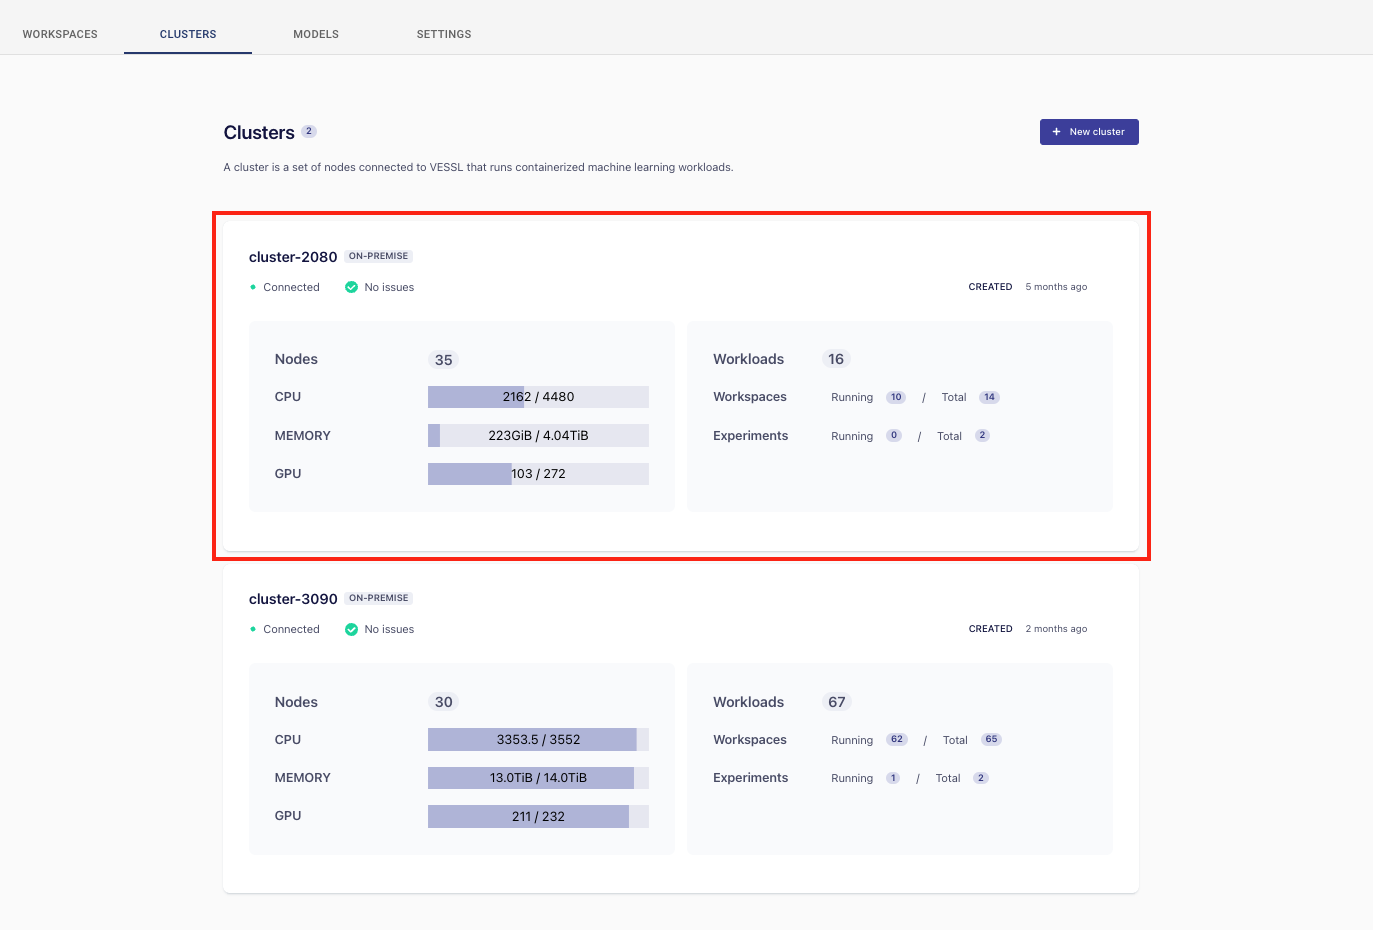 WORKSPACES CLUSTERS MODELS SETTINGS
Clusters 2
+ New cluster
A cluster is a set of nodes connected to VESSL that runs containerized machine learning workloads.
cluster-2080 ON-PREMISE
Connected No issues CREATED 5 months ago
Nodes 35
CPU 2162 / 4480
MEMORY 223GiB / 4.04TiB
GPU 103 / 272
Workloads 16
Workspaces Running 10 / Total 14
Experiments Running 0 / Total 2
cluster-3090 ON-PREMISE
Connected No issues CREATED 2 months ago
Nodes 30
CPU 3353.5 / 3552
MEMORY 13.0TiB / 14.0TiB
GPU 211 / 232
Workloads 67
Workspaces Running 62 / Total 65
Experiments Running 1 / Total 2